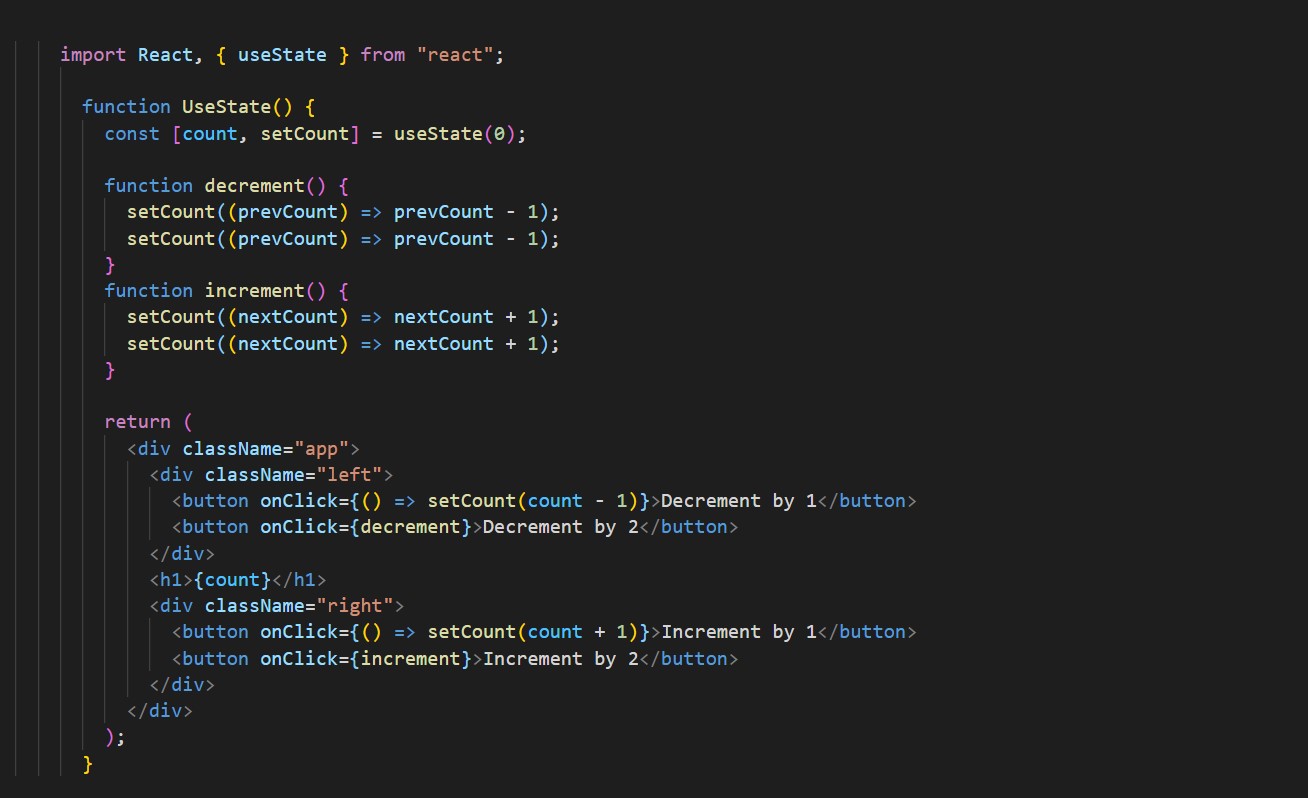 import React, { useState } from "react";
function UseState() {
const [count, setCount] = useState(0);
function decrement() {
setCount((prevCount) => prevCount - 1);
setCount((prevCount) => prevCount - 1);
}
function increment() {
setCount((nextCount) => nextCount + 1);
setCount((nextCount) => nextCount + 1);
}
return (
<div className="app">
<div className="left">
<button onClick={() => setCount(count - 1)}>Decrement by 1</button>
<button onClick={decrement}>Decrement by 2</button>
</div>
<h1>{count}</h1>
<div className="right">
<button onClick={() => setCount(count + 1)}>Increment by 1</button>
<button onClick={increment}>Increment by 2</button>
</div>
</div>
);
}